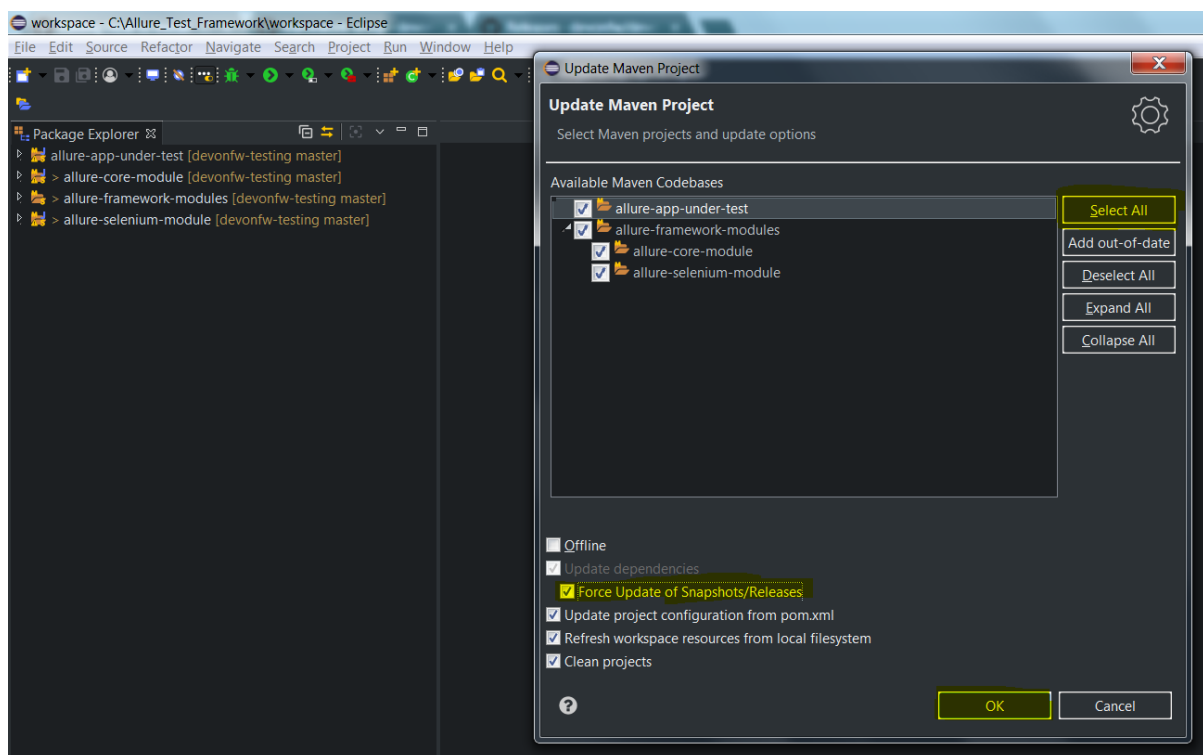 workspace - C:\Allure_Test_Framework\workspace - Eclipse
File Edit Source Refactor Navigate Search Project Run Window Help
Package Explorer
allure-app-under-test [devonfw-testing master]
> allure-core-module [devonfw-testing master]
> allure-framework-modules [devonfw-testing master]
> allure-selenium-module [devonfw-testing master]
Update Maven Project
Update Maven Project
Select Maven projects and update options
Available Maven Codebases
allure-app-under-test
allure-framework-modules
allure-core-module
allure-selenium-module
Select All
Add out-of-date
Deselect All
Expand All
Collapse All
Offline
Update dependencies
Force Update of Snapshots/Releases
Update project configuration from pom.xml
Refresh workspace resources from local filesystem
Clean projects
OK
Cancel